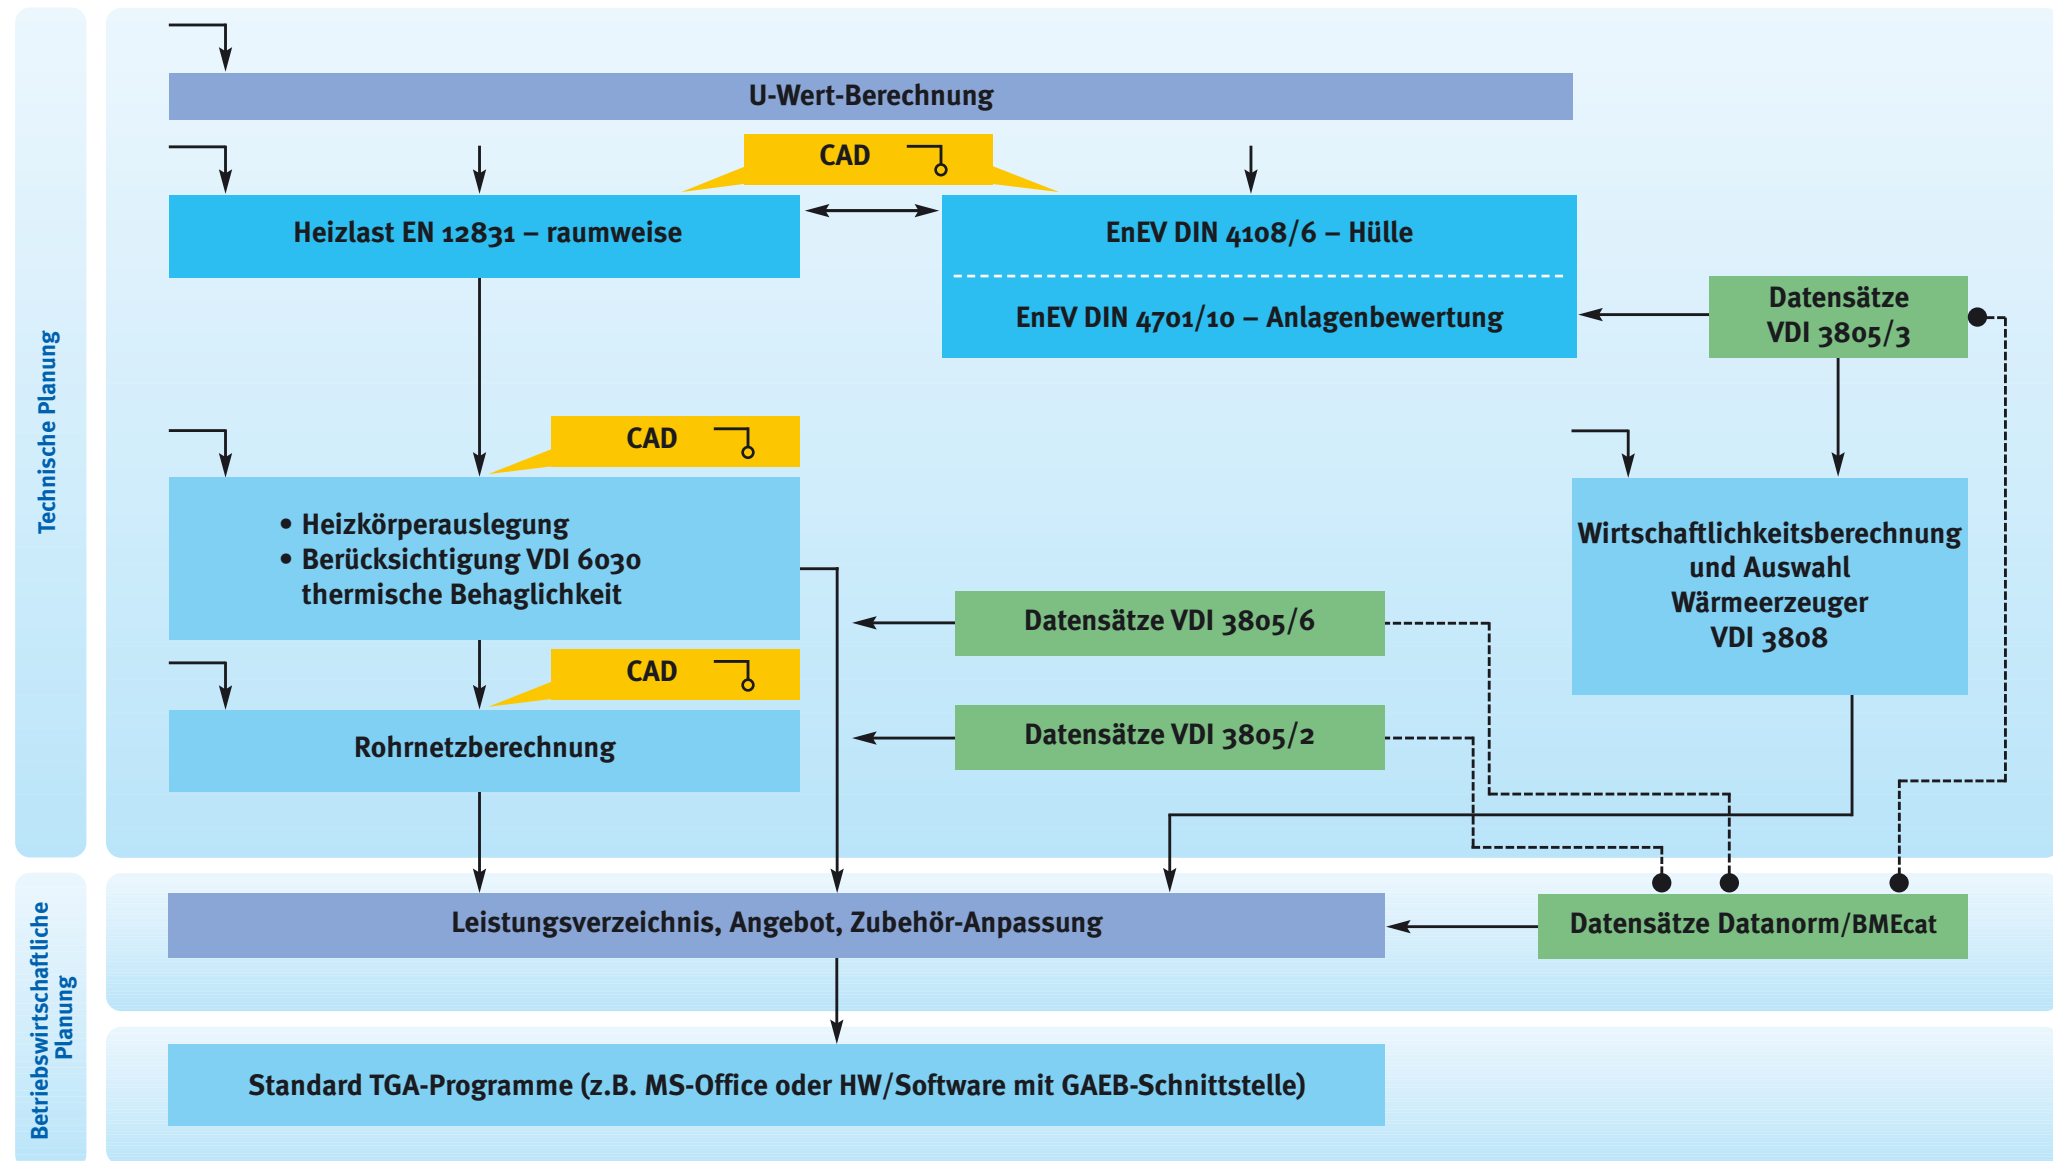 Technische Planung
U-Wert-Berechnung
CAD
Heizlast EN 12831 – raumweise
EnEV DIN 4108/6 – Hülle
EnEV DIN 4701/10 – Anlagenbewertung
Datensätze
VDI 3805/3
CAD
• Heizkörperauslegung
• Berücksichtigung VDI 6030
thermische Behaglichkeit
Wirtschaftlichkeitsberechnung
und Auswahl
Wärmeerzeuger
VDI 3808
Datensätze VDI 3805/6
CAD
Rohrnetzberechnung
Datensätze VDI 3805/2
Betriebswirtschaftliche
Planung
Leistungsverzeichnis, Angebot, Zubehör-Anpassung
Datensätze Datanorm/BMEcat
Standard TGA-Programme (z.B. MS-Office oder HW/Software mit GAEB-Schnittstelle)